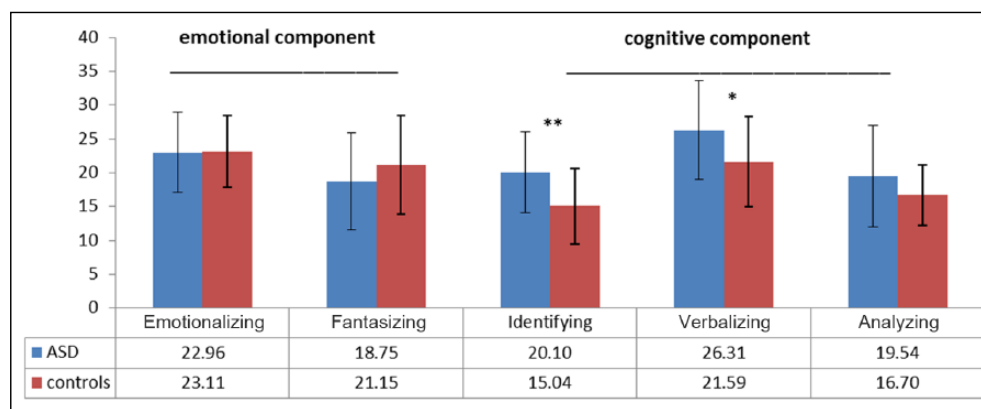 40
emotional component
cognitive component
35
30
**
*
25
20
15
10
5
0
Emotionalizing Fantasizing Identifying Verbalizing Analyzing
ASD 22.96 18.75 20.10 26.31 19.54
controls 23.11 21.15 15.04 21.59 16.70